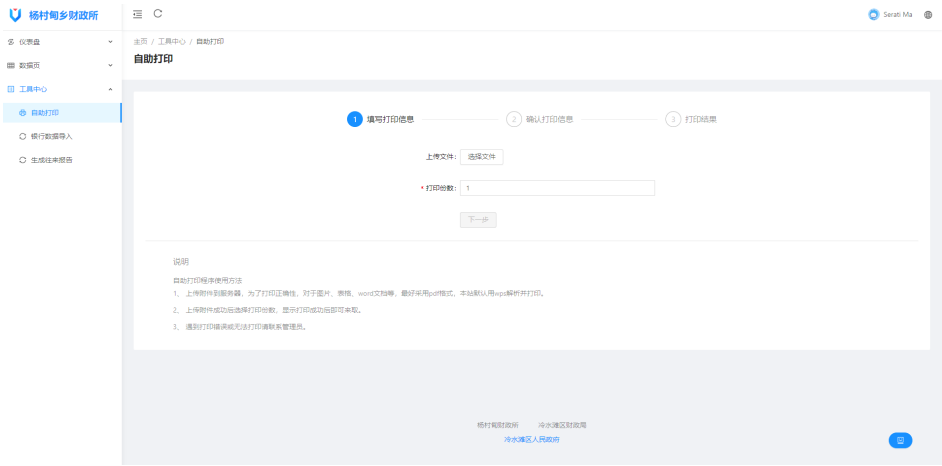 杨村甸乡财政所
Serati Ma
仪表盘
数据页
工具中心
自助打印
银行数据导入
生成往来报告
主页 / 工具中心 / 自助打印
自助打印
1 填写打印信息 2 确认打印信息 3 打印结果
上传文件: 选择文件
* 打印份数: 1
下一步
说明
自助打印程序使用方法
1、 上传附件到服务器，为了打印正确性，对于图片、表格、word文档等，最好采用pdf格式，本站默认用wps解析并打印。
2、 上传附件成功后选择打印份数，显示打印成功后即可来取。
3、 遇到打印错误或无法打印请联系管理员。
杨村甸财政所 冷水滩区财政局
冷水滩区人民政府